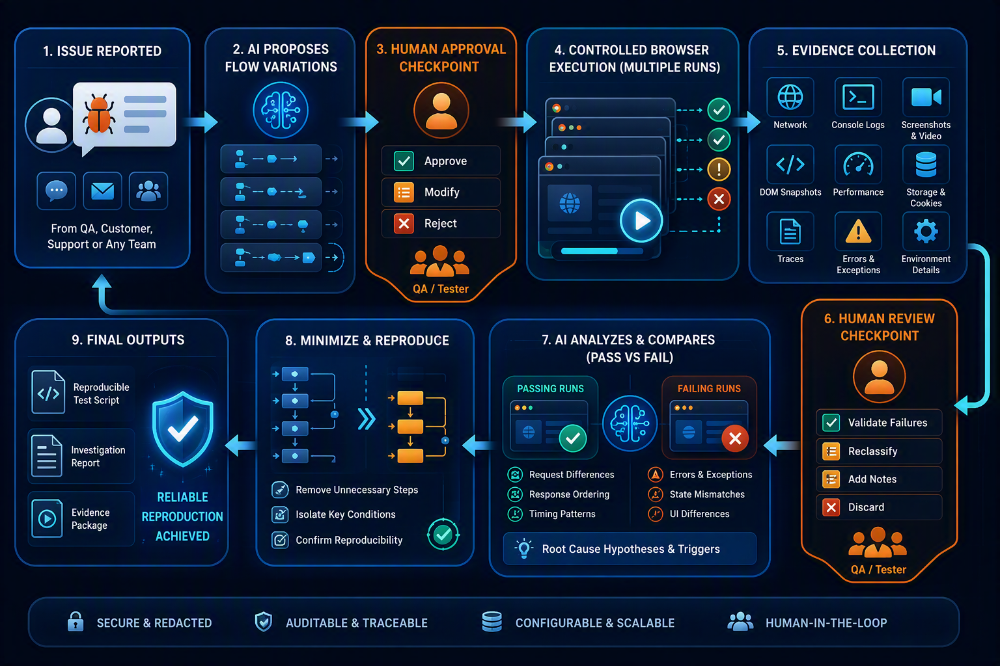 1. ISSUE REPORTED
From QA, Customer,
Support or Any Team
2. AI PROPOSES
FLOW VARIATIONS
3. HUMAN APPROVAL
CHECKPOINT
Approve
Modify
Reject
QA / Tester
4. CONTROLLED BROWSER
EXECUTION (MULTIPLE RUNS)
5. EVIDENCE COLLECTION
Network
Console Logs
Screenshots
& Video
DOM Snapshots
Performance
Storage &
Cookies
Traces
Errors &
Exceptions
Environment
Details
6. HUMAN REVIEW
CHECKPOINT
Validate Failures
Reclassify
Add Notes
Discard
QA / Tester
7. AI ANALYZES & COMPARES
(PASS VS FAIL)
PASSING RUNS
FAILING RUNS
Request Differences
Response Ordering
Timing Patterns
Errors & Exceptions
State Mismatches
UI Differences
Root Cause Hypotheses & Triggers
8. MINIMIZE & REPRODUCE
Remove Unnecessary Steps
Isolate Key Conditions
Confirm Reproducibility
9. FINAL OUTPUTS
Reproducible
Test Script
Investigation
Report
Evidence
Package
RELIABLE
REPRODUCTION
ACHIEVED
SECURE & REDACTED
AUDITABLE & TRACEABLE
CONFIGURABLE & SCALABLE
HUMAN-IN-THE-LOOP